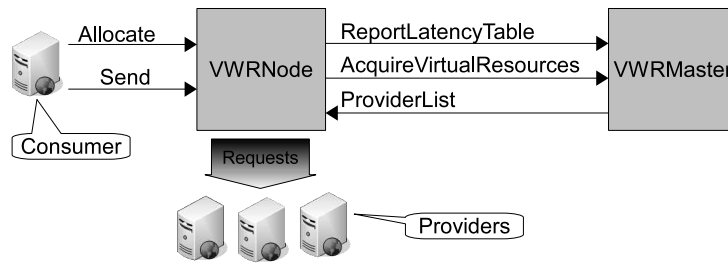 Allocate
Send
Consumer
VWRNode
ReportLatencyTable
AcquireVirtualResources
ProviderList
VWRMaster
Requests
Providers